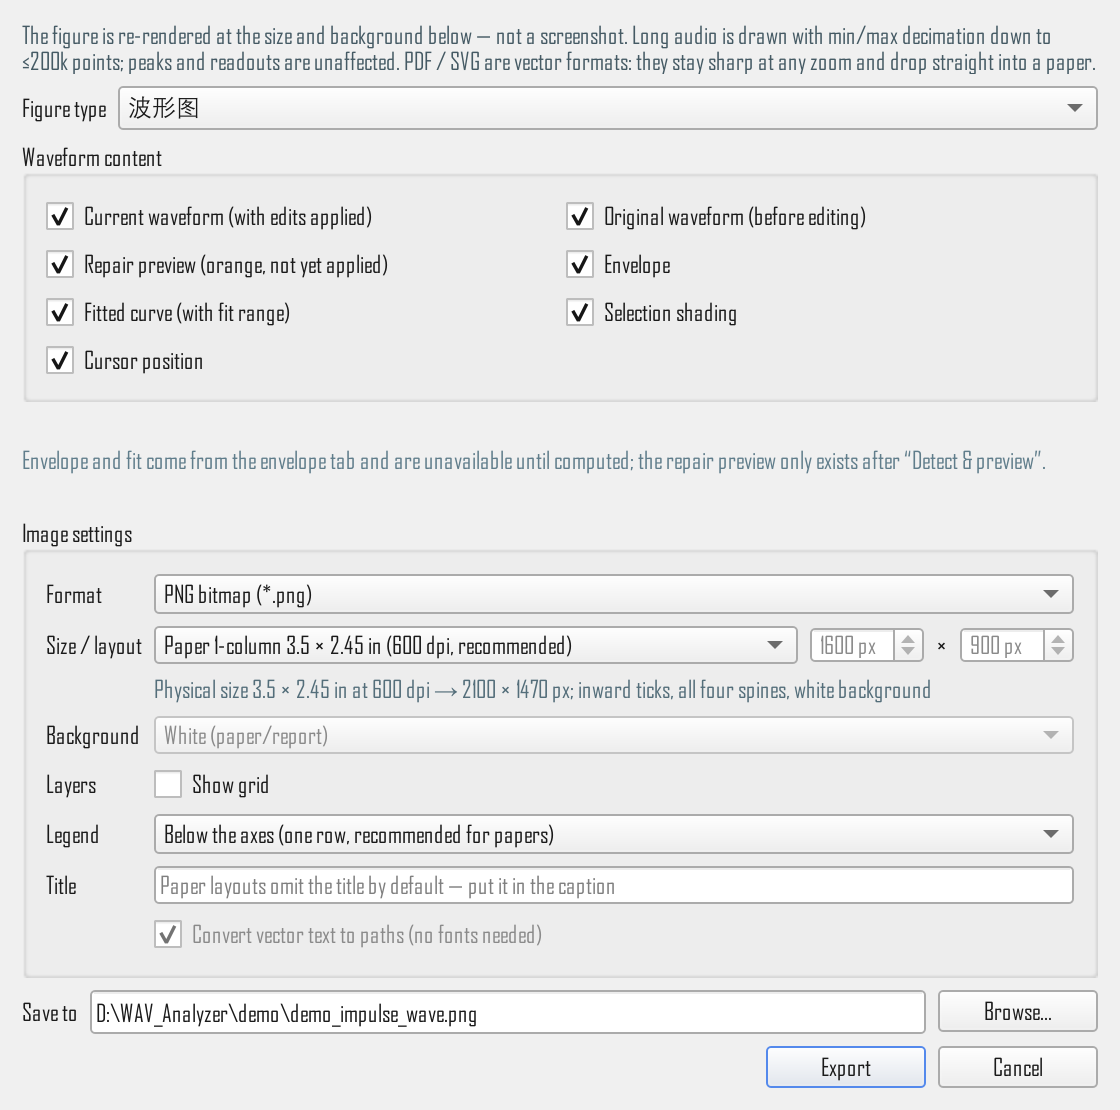 The figure is re-rendered at the size and background below — not a screenshot. Long audio is drawn with min/max decimation down to
≤200k points; peaks and readouts are unaffected. PDF / SVG are vector formats: they stay sharp at any zoom and drop straight into a paper.
Figure type 波形图
Waveform content
Current waveform (with edits applied) Original waveform (before editing)
Repair preview (orange, not yet applied) Envelope
Fitted curve (with fit range) Selection shading
Cursor position
Envelope and fit come from the envelope tab and are unavailable until computed; the repair preview only exists after “Detect & preview”.
Image settings
Format PNG bitmap (*.png)
Size / layout Paper 1-column 3.5 × 2.45 in (600 dpi, recommended) 1600 px × 900 px
Physical size 3.5 × 2.45 in at 600 dpi → 2100 × 1470 px; inward ticks, all four spines, white background
Background White (paper/report)
Layers Show grid
Legend Below the axes (one row, recommended for papers)
Title Paper layouts omit the title by default — put it in the caption
Convert vector text to paths (no fonts needed)
Save to D:\WAV_Analyzer\demo\demo_impulse_wave.png Browse...
Export Cancel